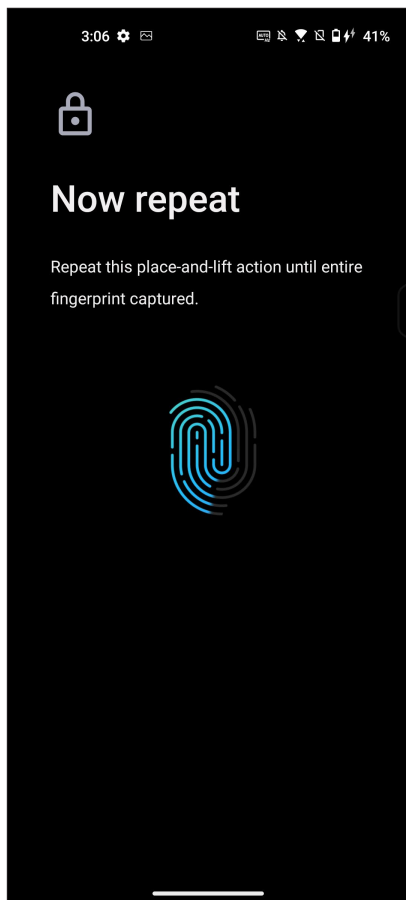 3:06 41%
Now repeat
Repeat this place-and-lift action until entire
fingerprint captured.